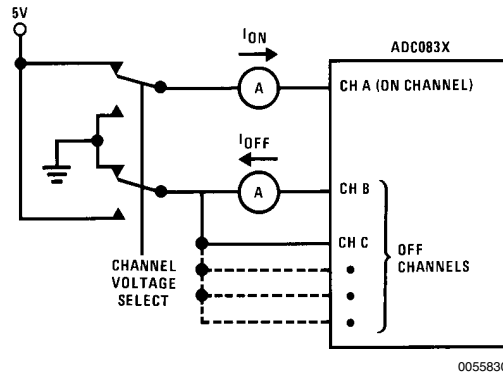 5V
ION
ADC083X
A
CH A (ON CHANNEL)
IOFF
A
CH B
CH C
OFF
CHANNELS
CHANNEL
VOLTAGE
SELECT